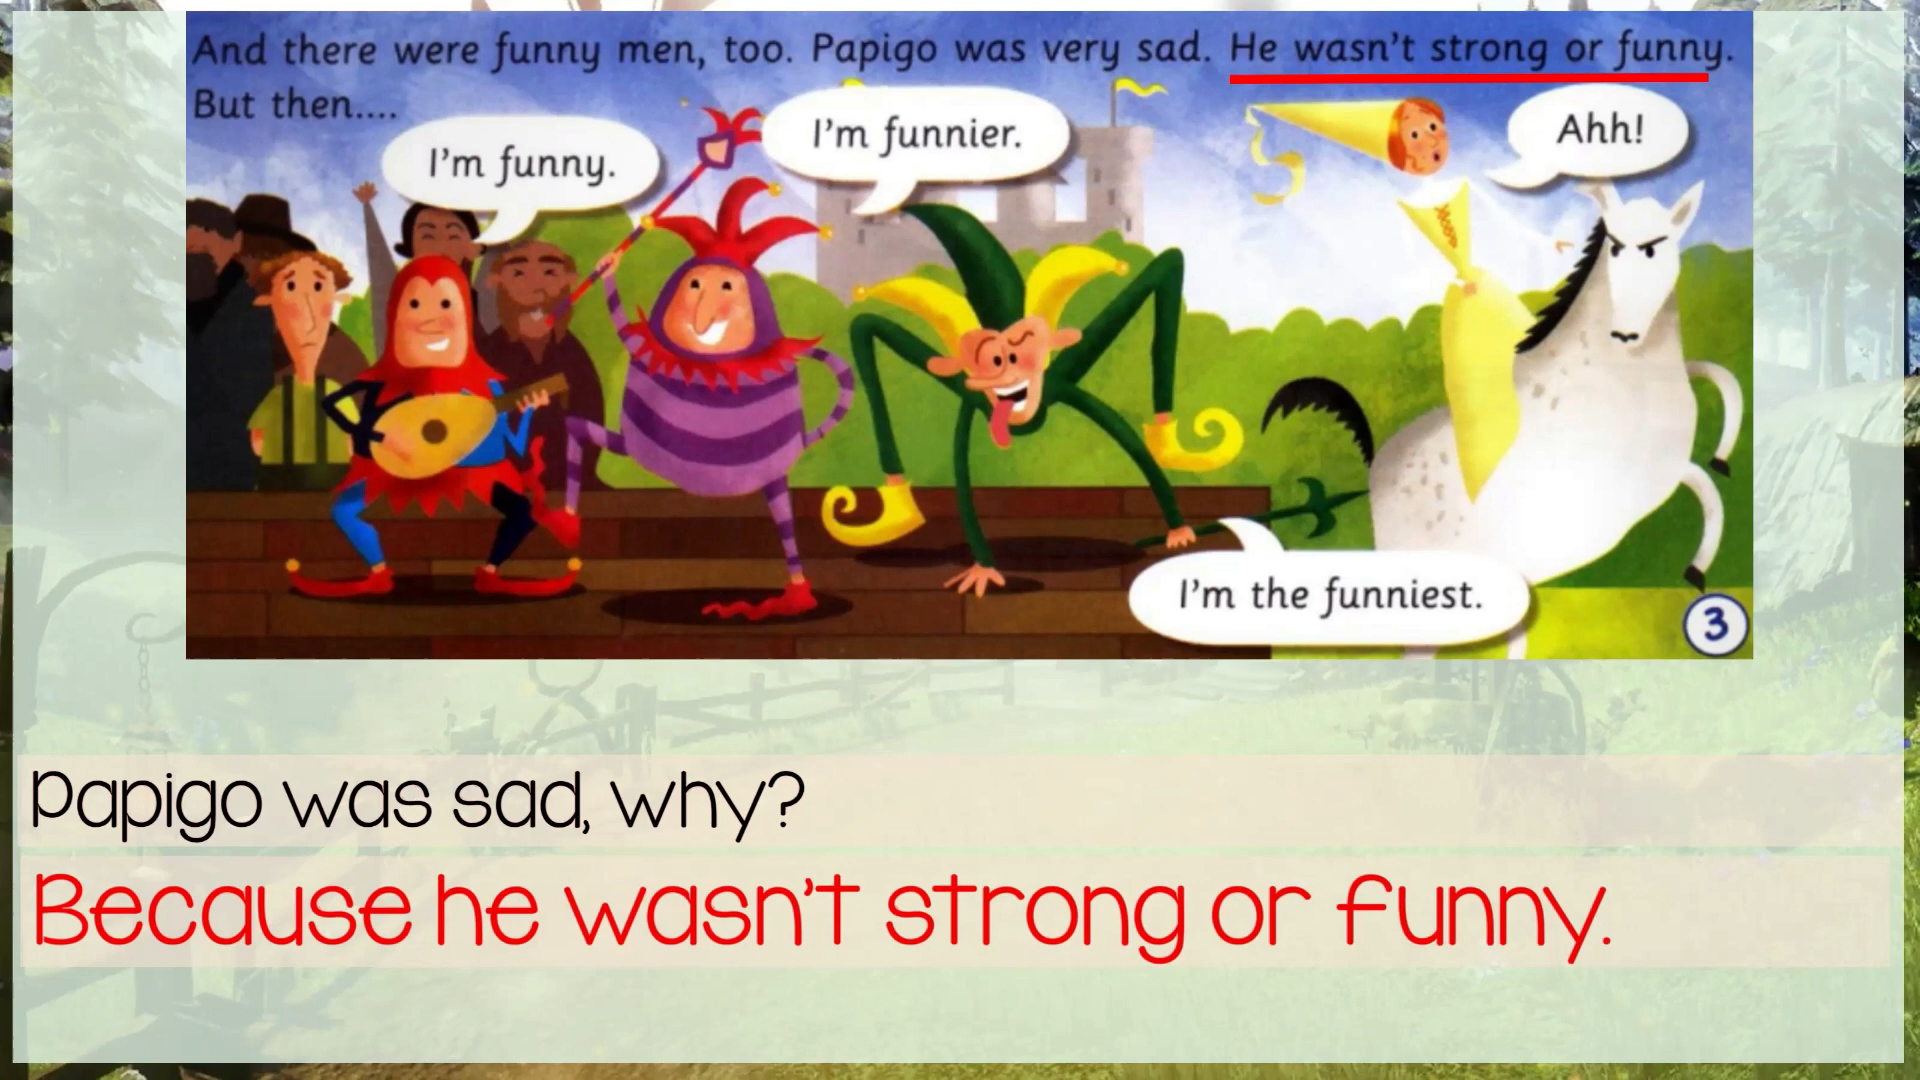 And there were funny men, too. Papigo was very sad. He wasn't strong or funny.
But then....
I'm funny.
I'm funnier.
Ahh!
I'm the funniest.
3
Papigo was sad, why?
Because he wasn't strong or funny.